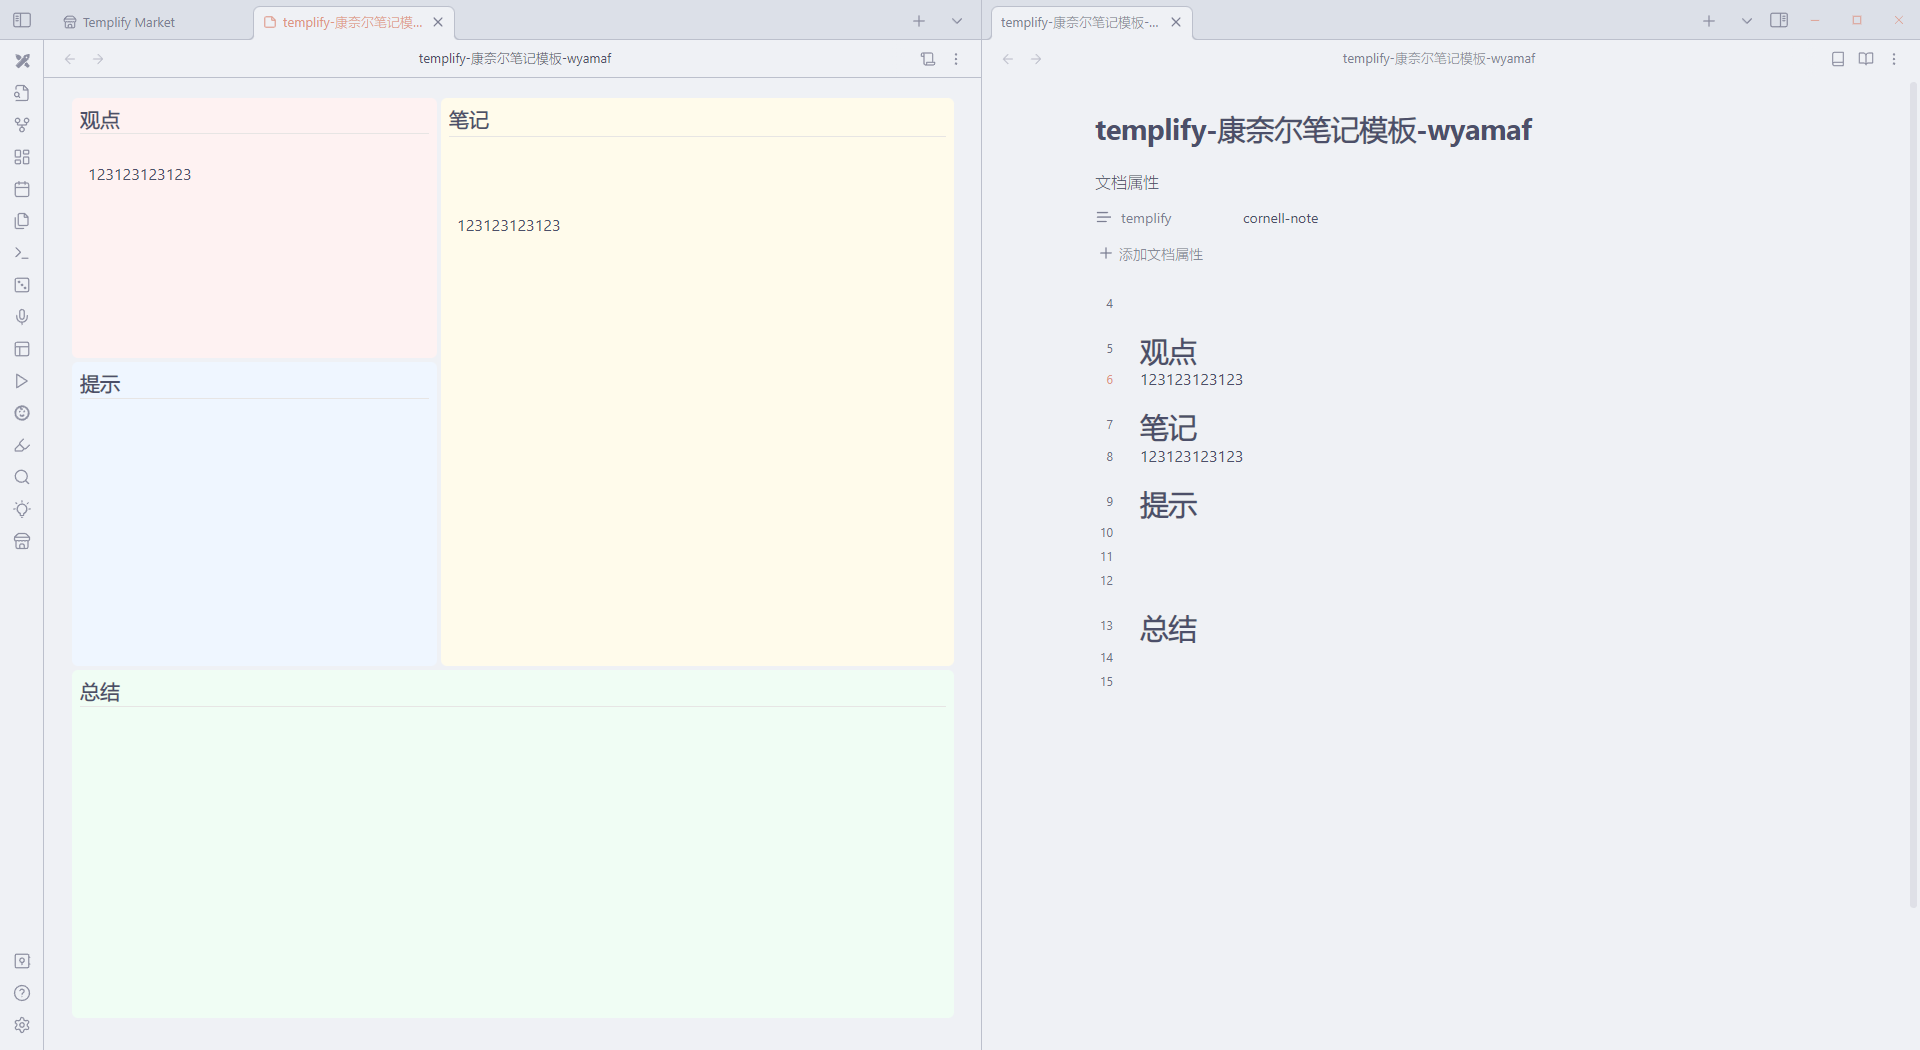 Templify Market
templify-康奈尔笔记模...
templify-康奈尔笔记模板-wyamaf
观点
123123123123
笔记
123123123123
提示
总结
templify-康奈尔笔记模板-...
templify-康奈尔笔记模板-wyamaf
templify-康奈尔笔记模板-wyamaf
文档属性
templify cornell-note
添加文档属性
4
5 观点
6 123123123123
7 笔记
8 123123123123
9 提示
10
11
12
13 总结
14
15